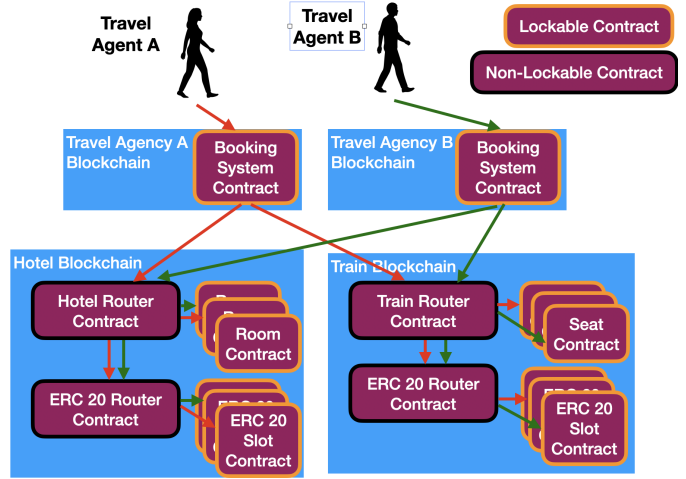 Travel
Agent A
Travel
Agent B
Lockable Contract
Non-Lockable Contract
Travel Agency A
Blockchain
Booking
System
Contract
Travel Agency B
Blockchain
Booking
System
Contract
Hotel Blockchain
Hotel Router
Contract
Room
Contract
ERC 20 Router
Contract
ERC 20
Slot
Contract
Train Blockchain
Train Router
Contract
Seat
Contract
ERC 20 Router
Contract
ERC 20
Slot
Contract